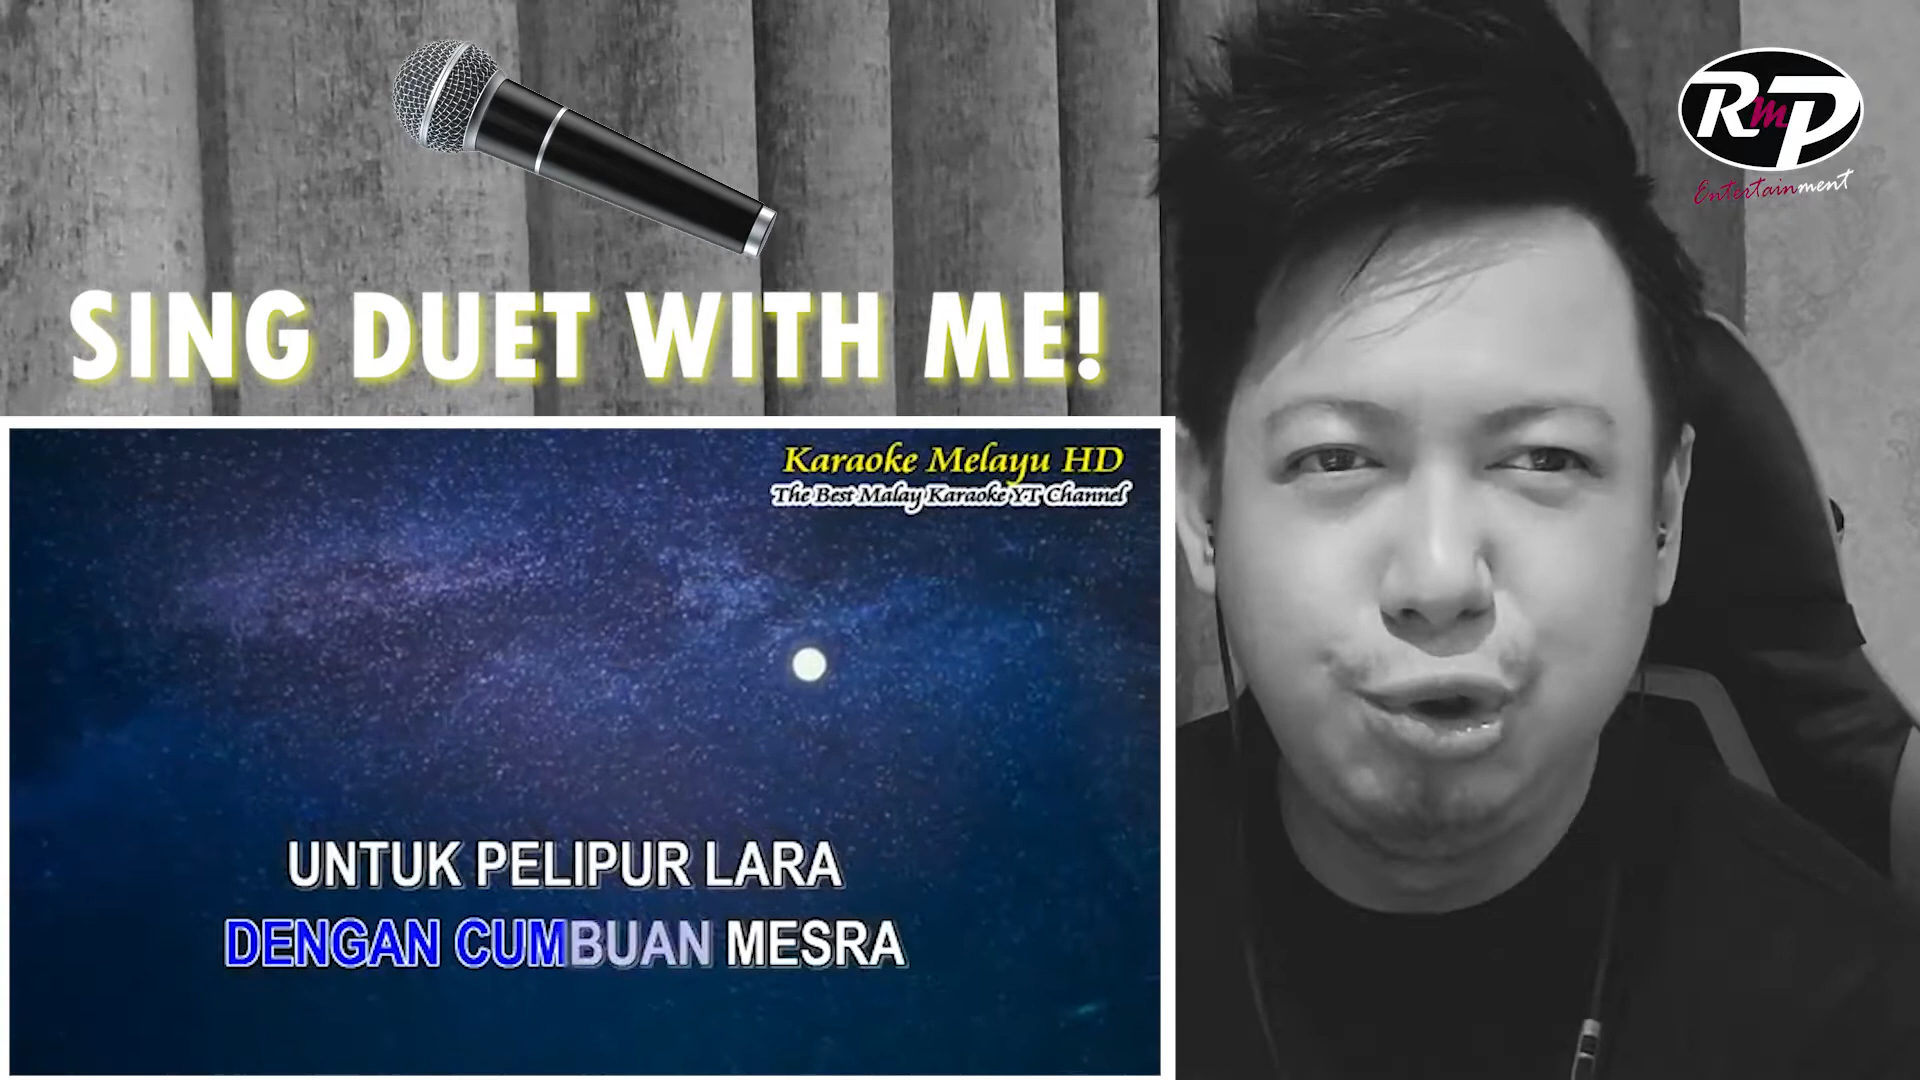 RmP
Entertainment
SING DUET WITH ME!
Karaoke Melayu HD
The Best Malay Karaoke YT Channel
UNTUK PELIPUR LARA
DENGAN CUMBUAN MESRA